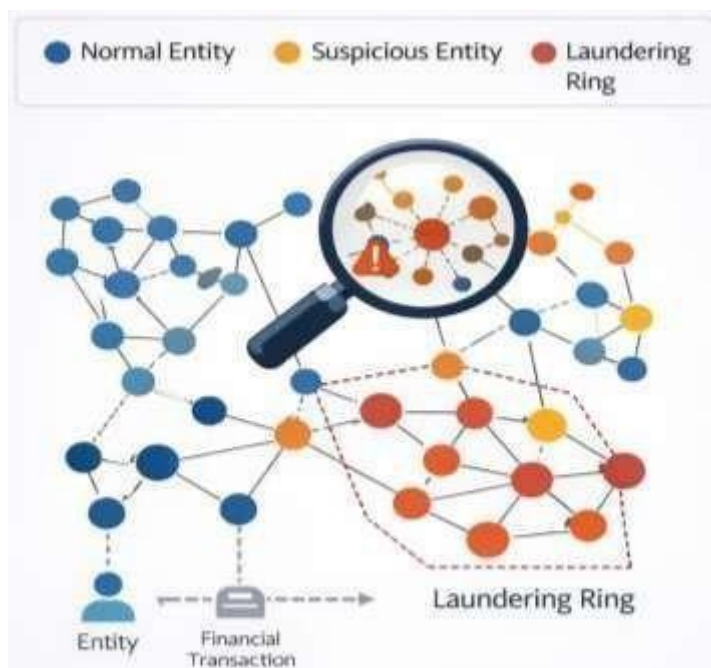 Normal Entity
Suspicious Entity
Laundering
Ring
!
Laundering Ring
Entity
Financial
Transaction